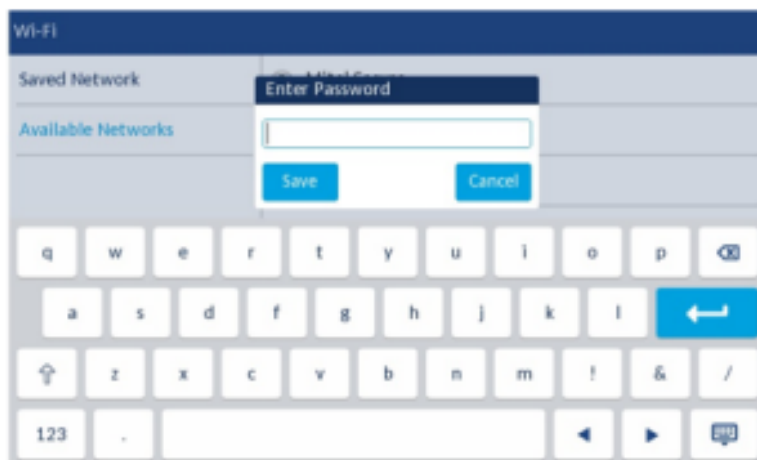 Wi-Fi
Saved Network
Enter Password
Available Networks
Save Cancel
q w e r t y u i o p
a s d f g h j k l
z x c v b n m ! & /
123 .